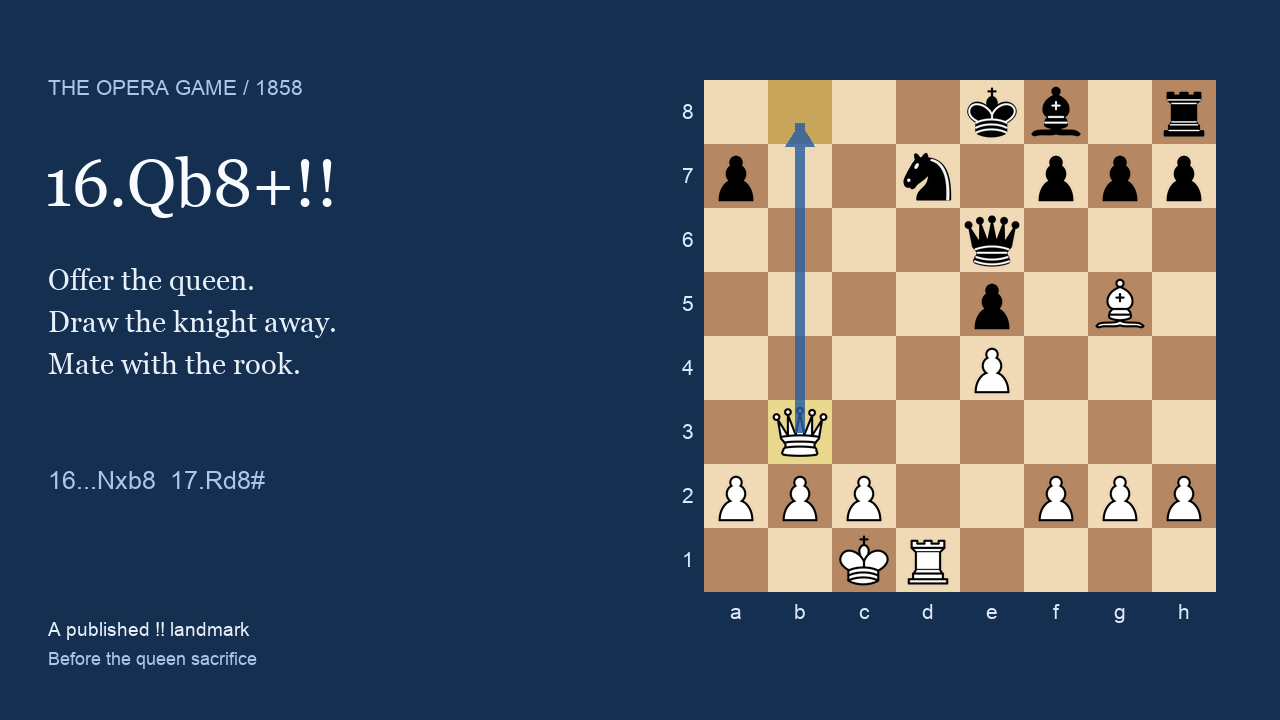 THE OPERA GAME / 1858
16.Qb8+!!
Offer the queen.
Draw the knight away.
Mate with the rook.
16...Nxb8 17.Rd8#
A published !! landmark
Before the queen sacrifice
8
7
6
5
4
3
2
1
a b c d e f g h